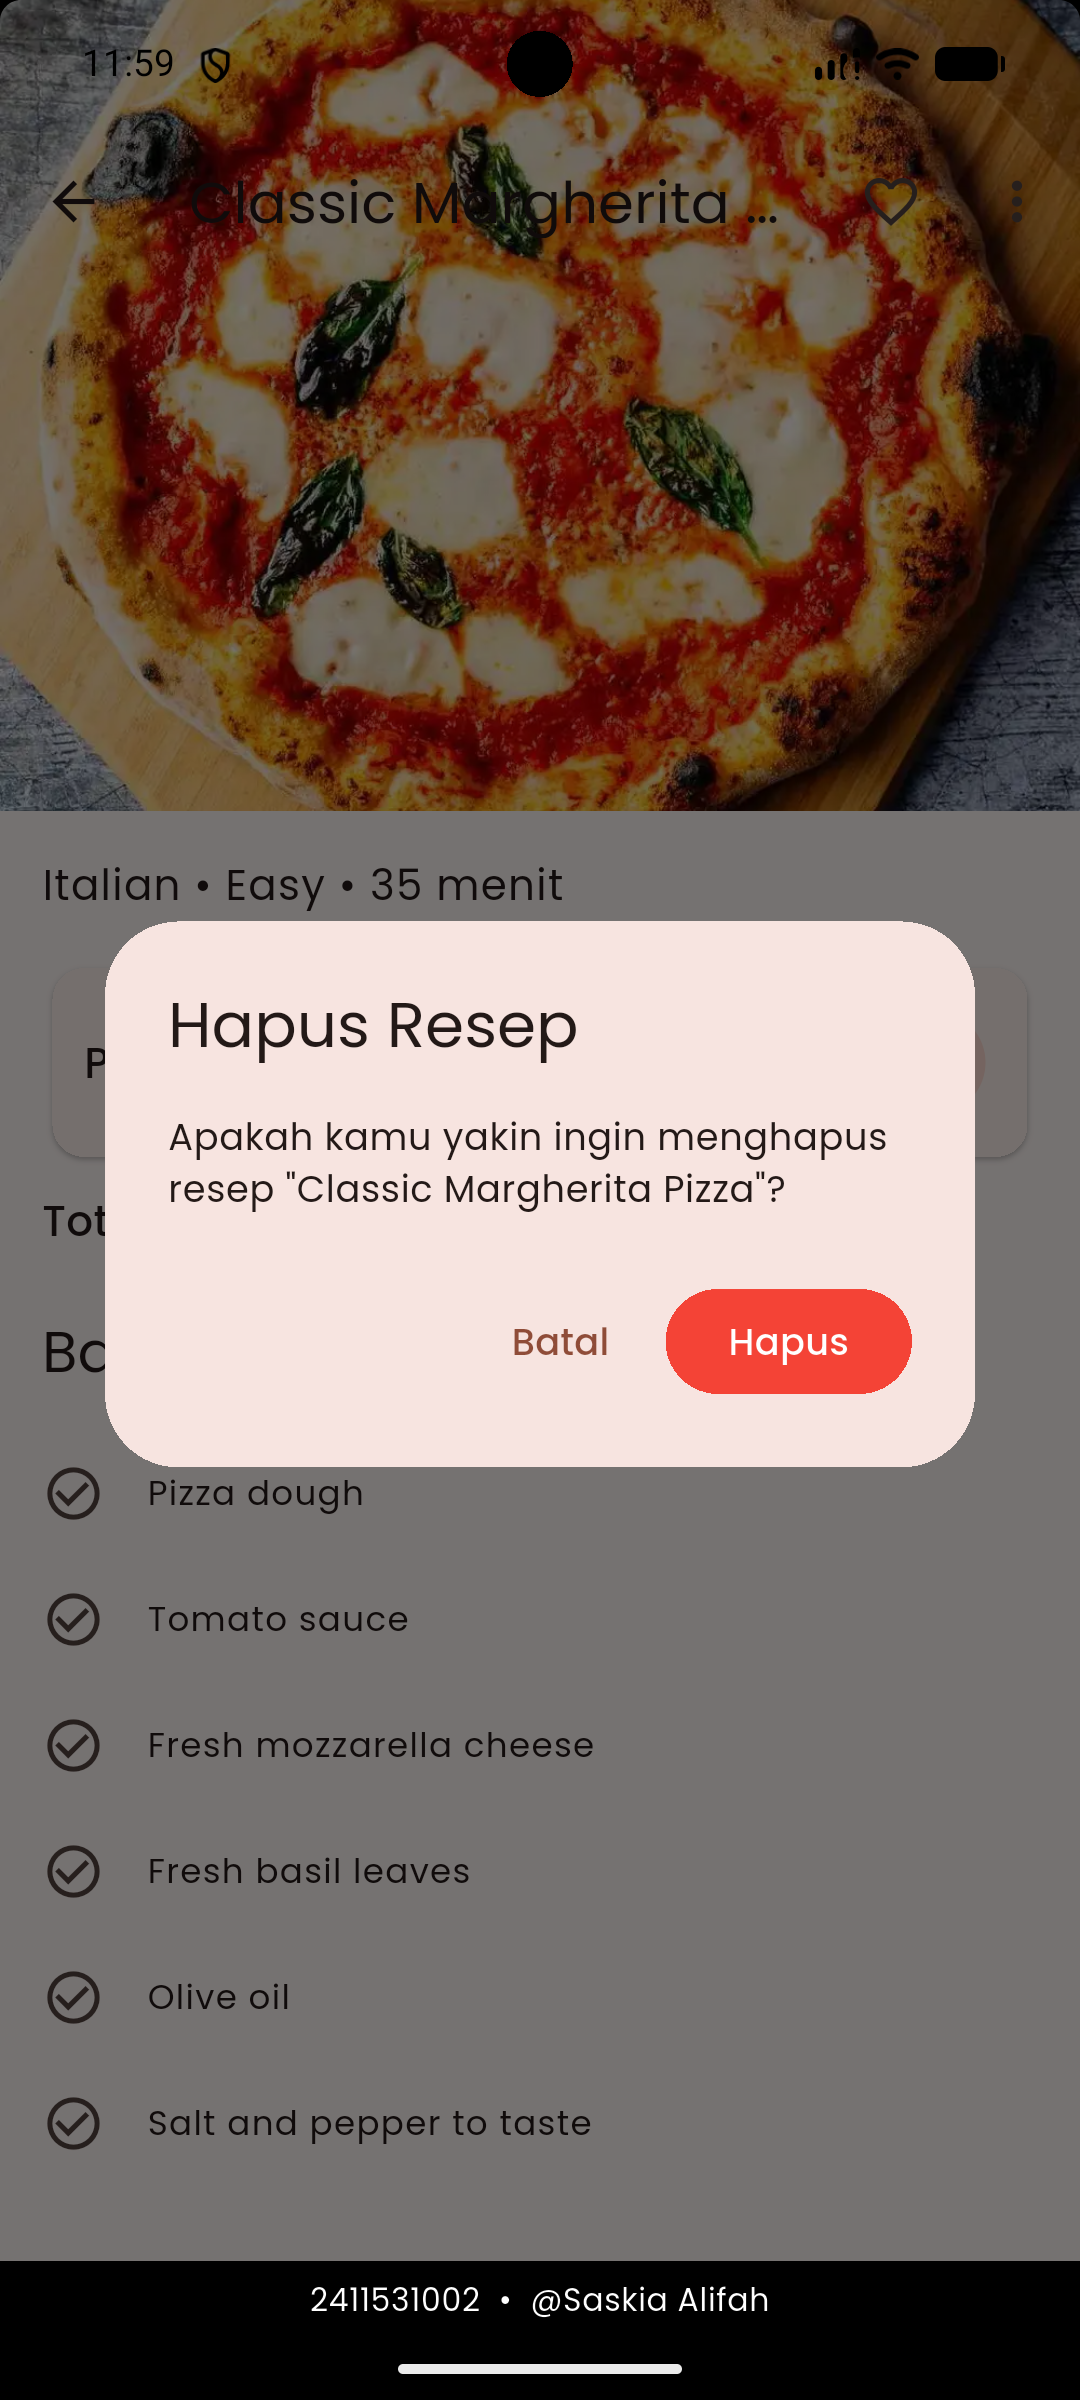 11:59
Classic Margherita ...
Italian • Easy • 35 menit
Hapus Resep
Apakah kamu yakin ingin menghapus
resep "Classic Margherita Pizza"?
Batal
Hapus
Pizza dough
Tomato sauce
Fresh mozzarella cheese
Fresh basil leaves
Olive oil
Salt and pepper to taste
2411531002 • @Saskia Alifah